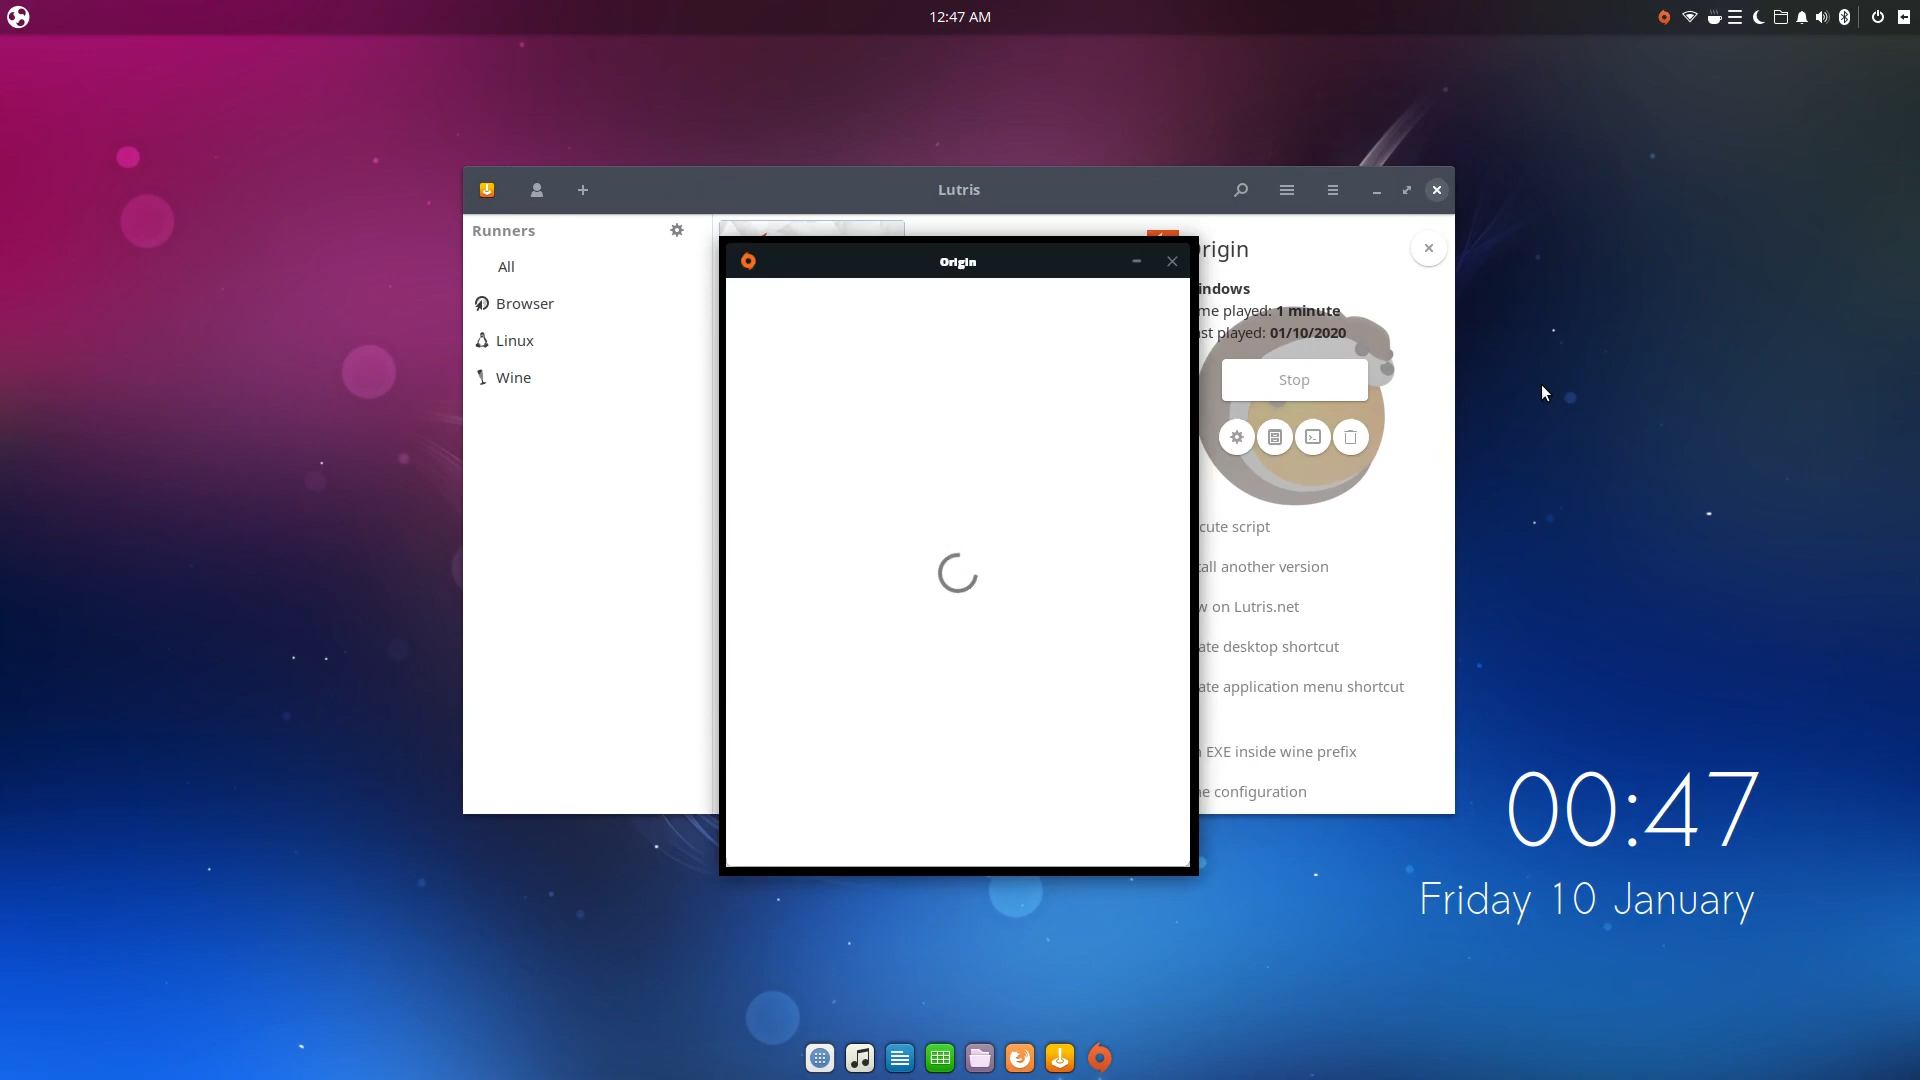 12:47 AM
Lutris
Runners
All
Browser
Linux
Wine
Origin
rigin
indows
me played: 1 minute
st played: 01/10/2020
Stop
cute script
all another version
w on Lutris.net
ate desktop shortcut
ate application menu shortcut
EXE inside wine prefix
ne configuration
00:47
Friday 10 January